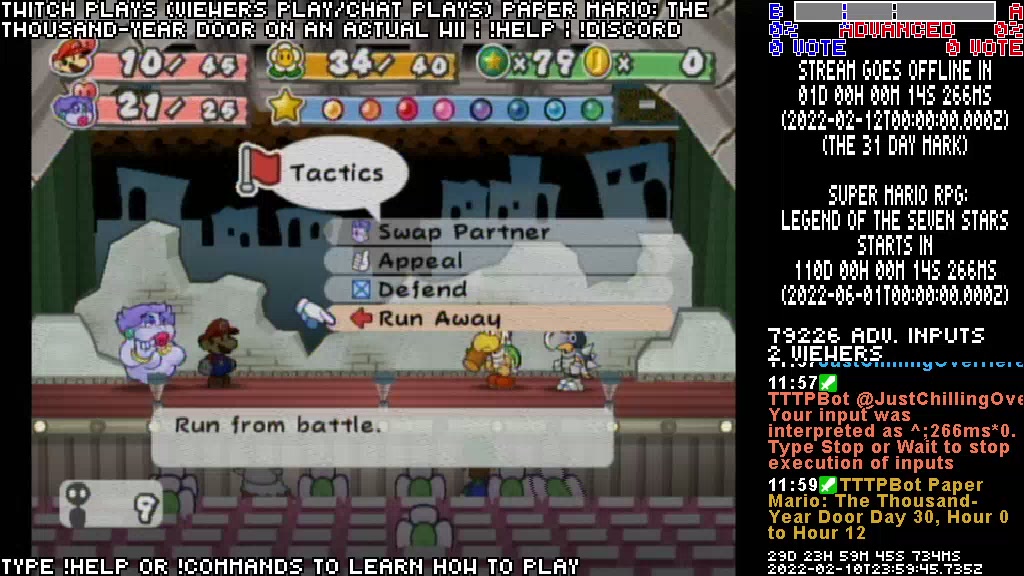 TWITCH PLAYS (VIEWERS PLAY/CHAT PLAYS) PAPER MARIO: THE
THOUSAND-YEAR DOOR ON AN ACTUAL WII | !HELP | !DISCORD
10/ 45
34/ 40
×79
× 0
21/ 25
Tactics
Swap Partner
Appeal
Defend
Run Away
Run from battle.
9
TYPE !HELP OR !COMMANDS TO LEARN HOW TO PLAY
B A
0% ADVANCED 0%
0 VOTE 0 VOTE
STREAM GOES OFFLINE IN
01D 00H 00M 14S 266MS
(2022-02-12T00:00:00.000Z)
(THE 31 DAY MARK)
SUPER MARIO RPG:
LEGEND OF THE SEVEN STARS
STARTS IN
110D 00H 00M 14S 266MS
(2022-06-01T00:00:00.000Z)
79226 ADV. INPUTS
2 VIEWERS
11:57 JustChillingOverHere
11:57
TTTPBot @JustChillingOve
Your input was
interpreted as ^;266ms*0.
Type Stop or Wait to stop
execution of inputs
11:59 TTTPBot Paper
Mario: The Thousand-
Year Door Day 30, Hour 0
to Hour 12
29D 23H 59M 45S 734MS
2022-02-10T23:59:45.735Z